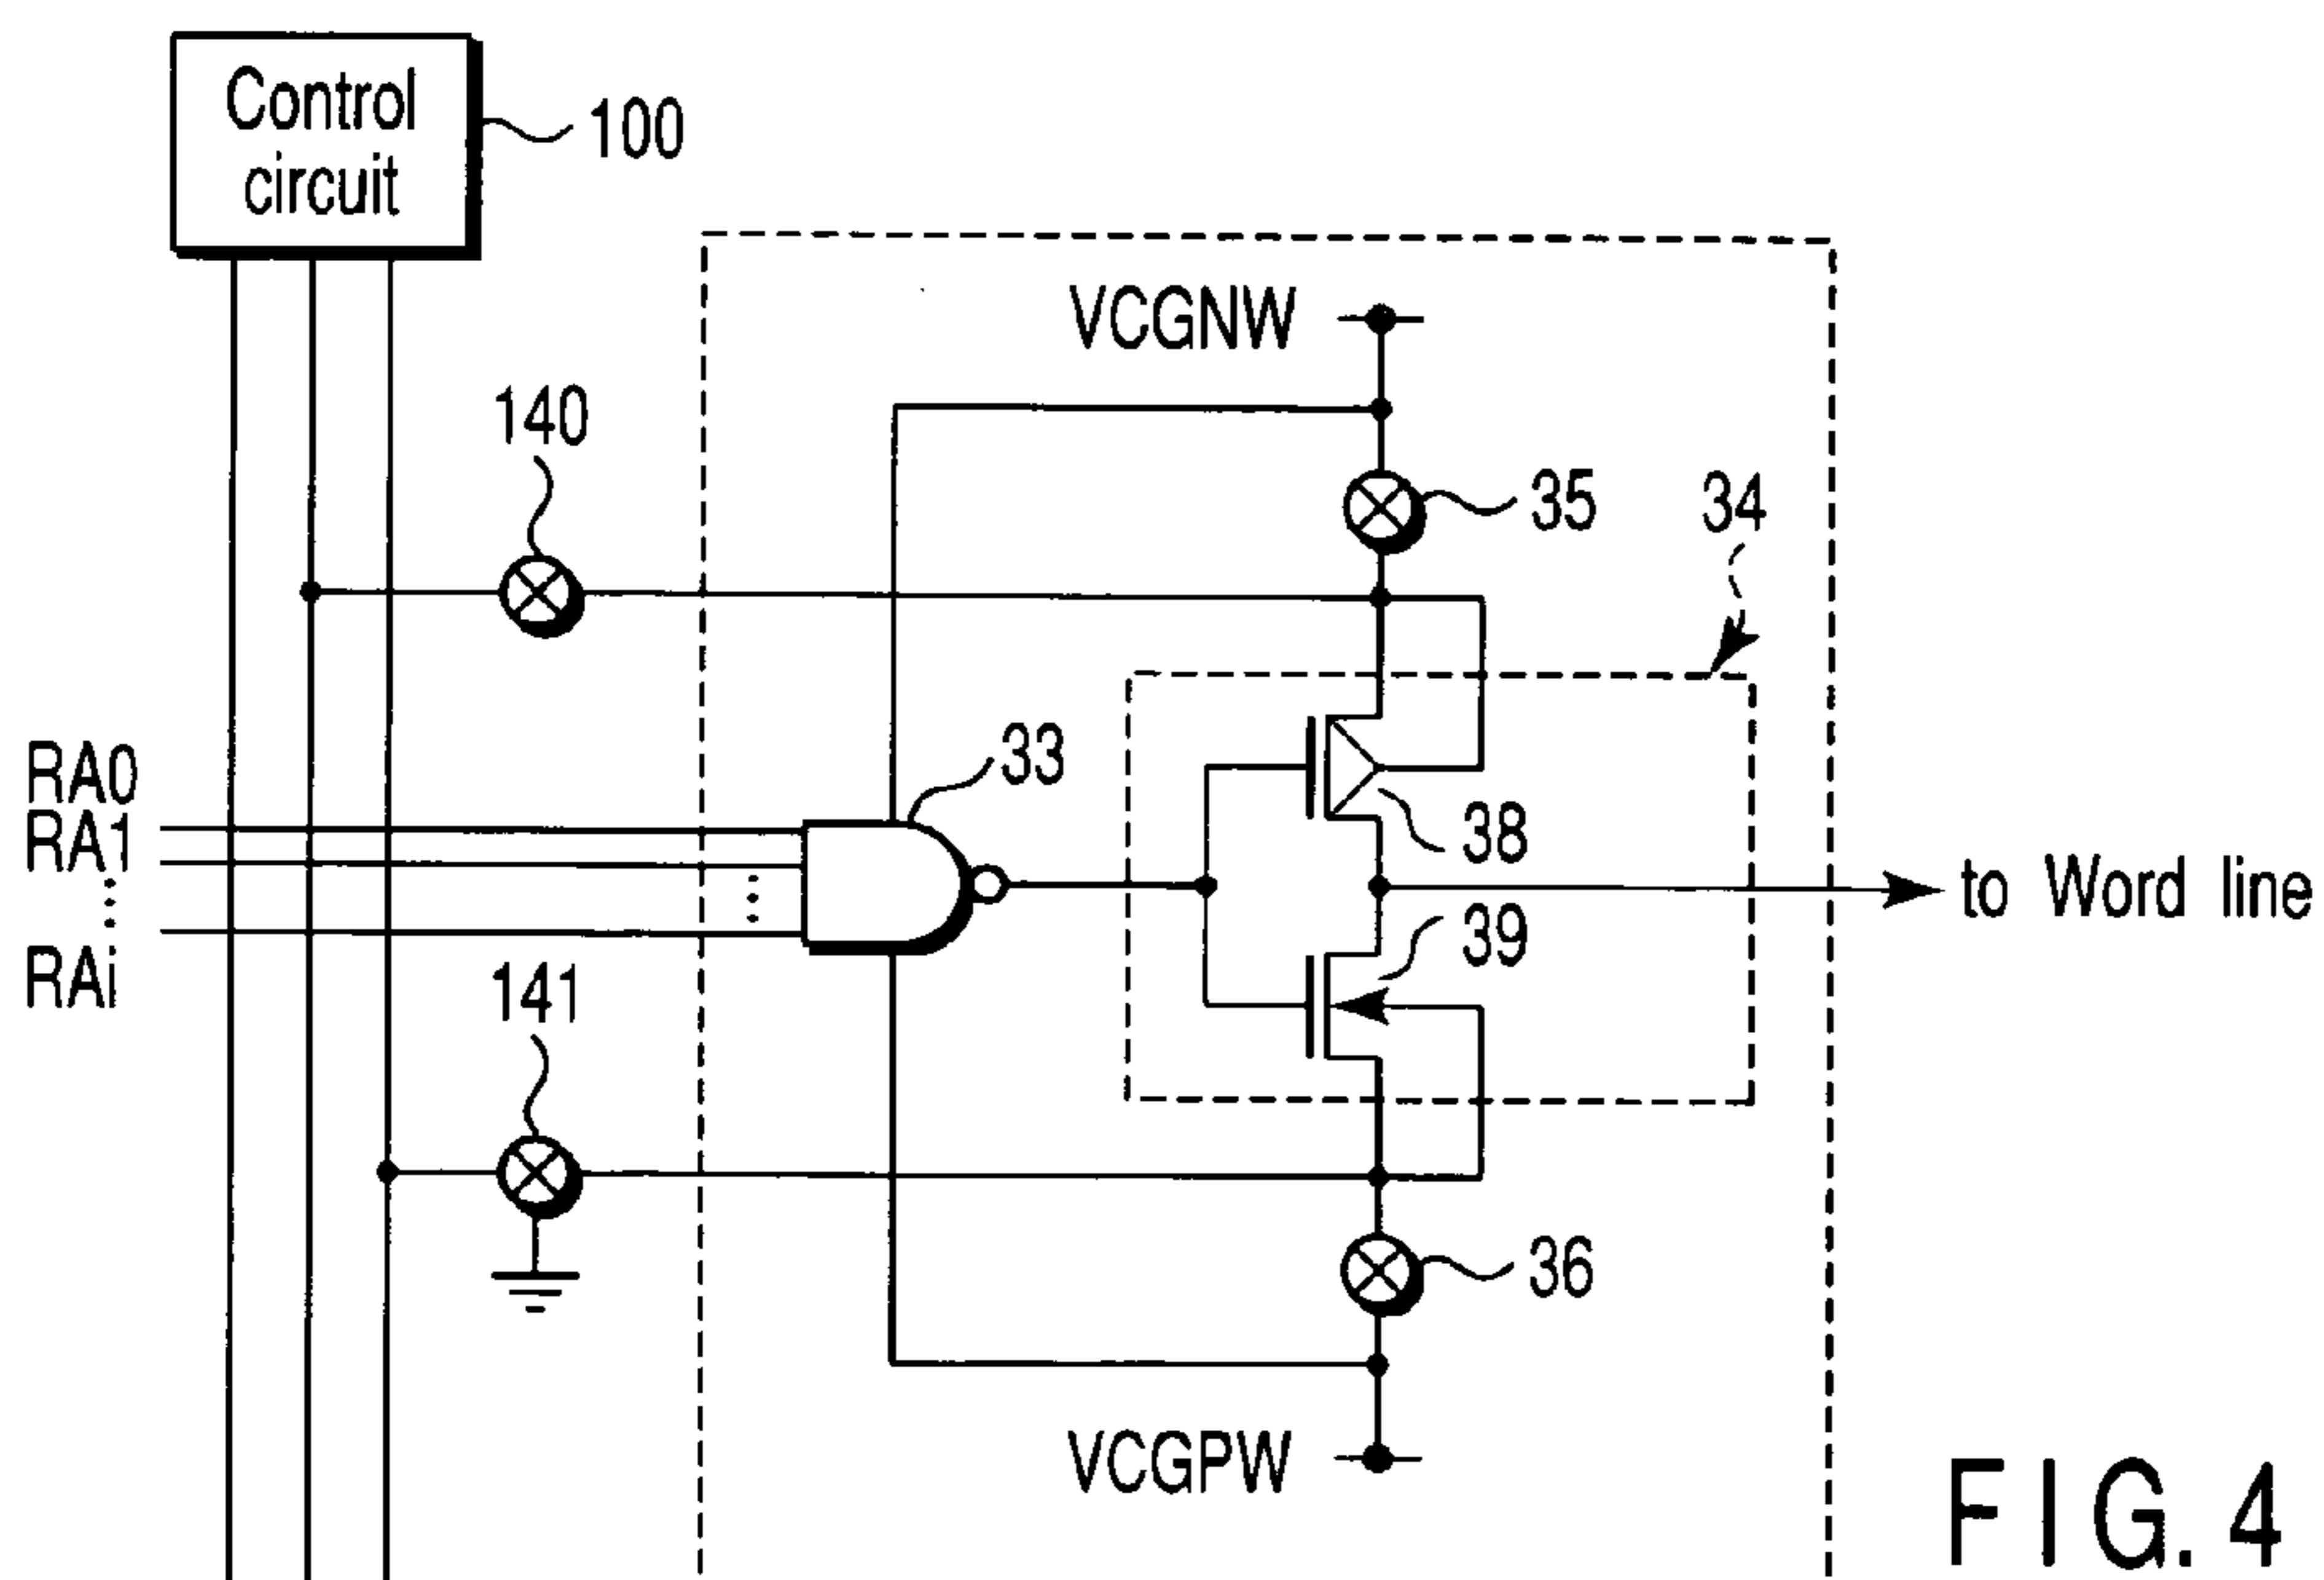 Control
circuit
100
VCGNW
140
35
34
33
RA0
RA1
RAi
38
to Word line
39
141
36
VCGPW
FIG. 4